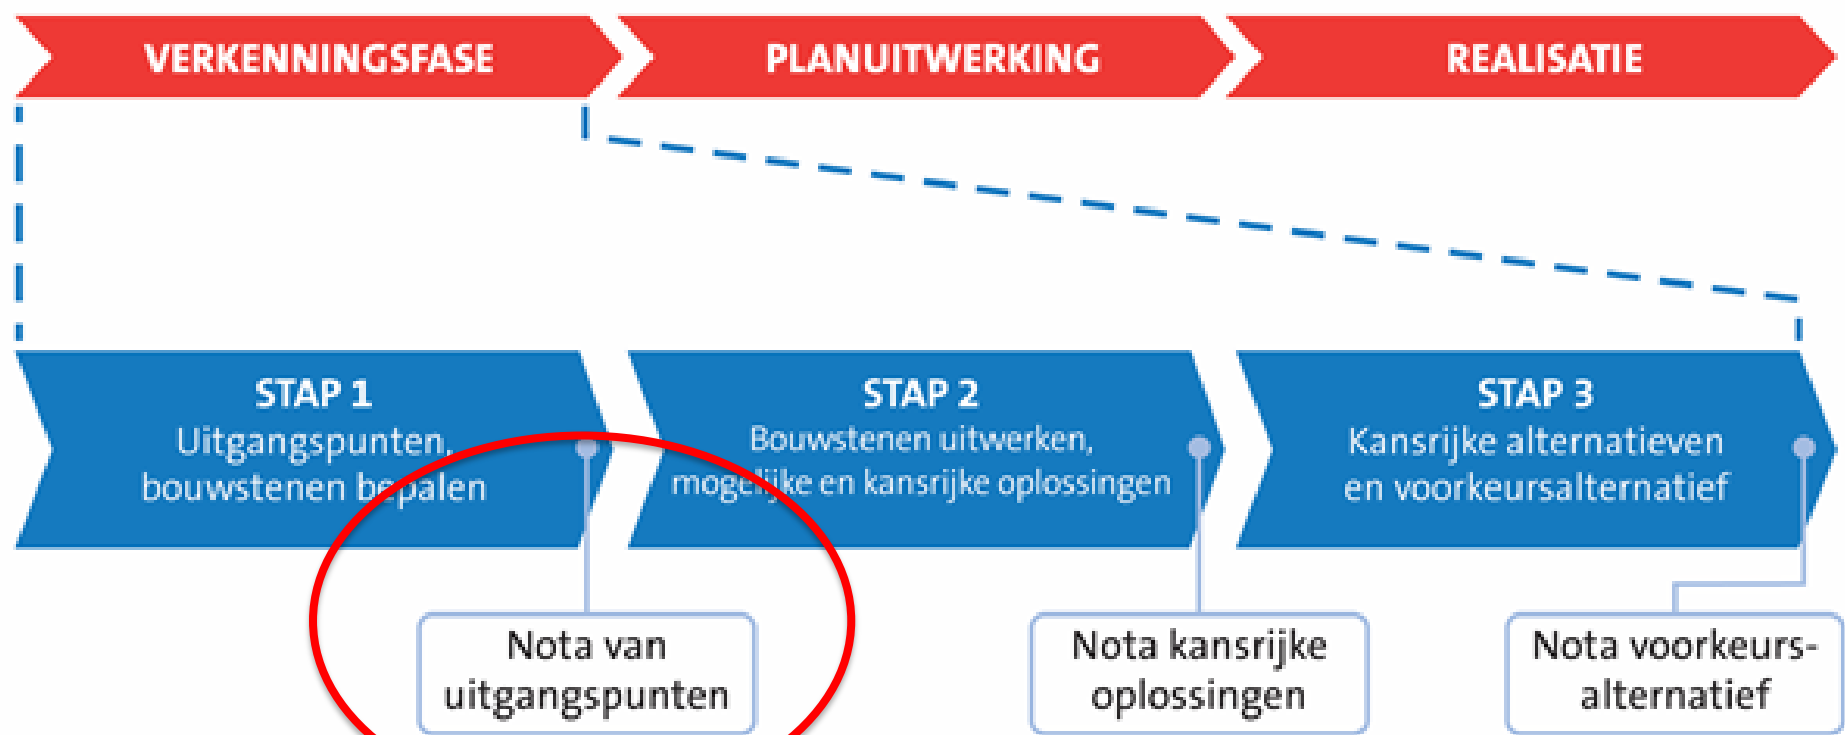 VERKENNINGSFASE
PLANUITWERKING
REALISATIE
STAP 1
Uitgangspunten,
bouwstenen bepalen
STAP 2
Bouwstenen uitwerken,
mogelijke en kansrijke oplossingen
STAP 3
Kansrijke alternatieven
en voorkeursalternatief
Nota van
uitgangspunten
Nota kansrijke
oplossingen
Nota voorkeurs-
alternatief